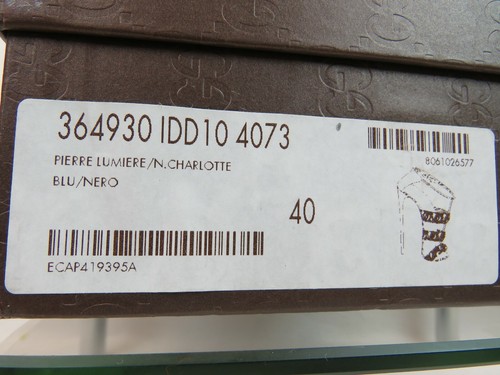 364930 IDD10 4073
PIERRE LUMIERE/N.CHARLOTTE
BLU/NERO
8061026577
40
ECAP419395A